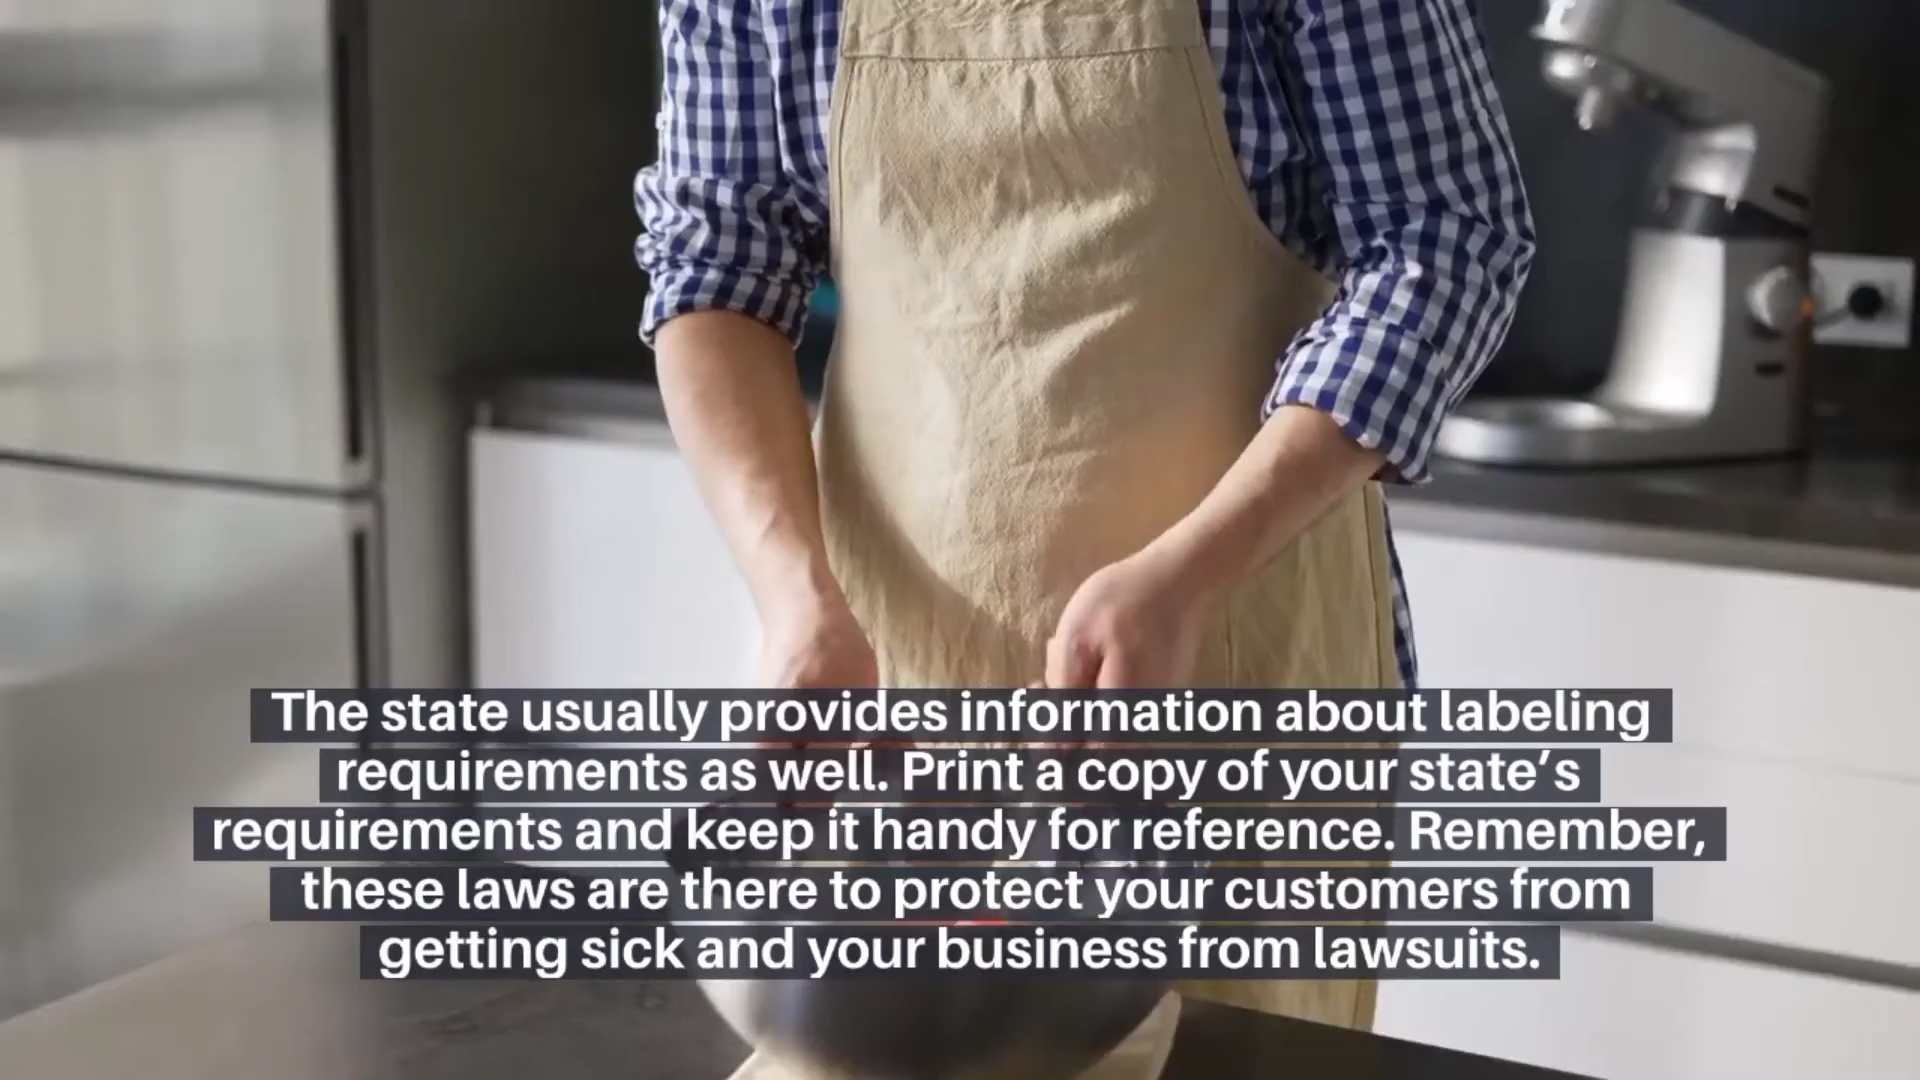 The state usually provides information about labeling
requirements as well. Print a copy of your state’s
requirements and keep it handy for reference. Remember,
these laws are there to protect your customers from
getting sick and your business from lawsuits.